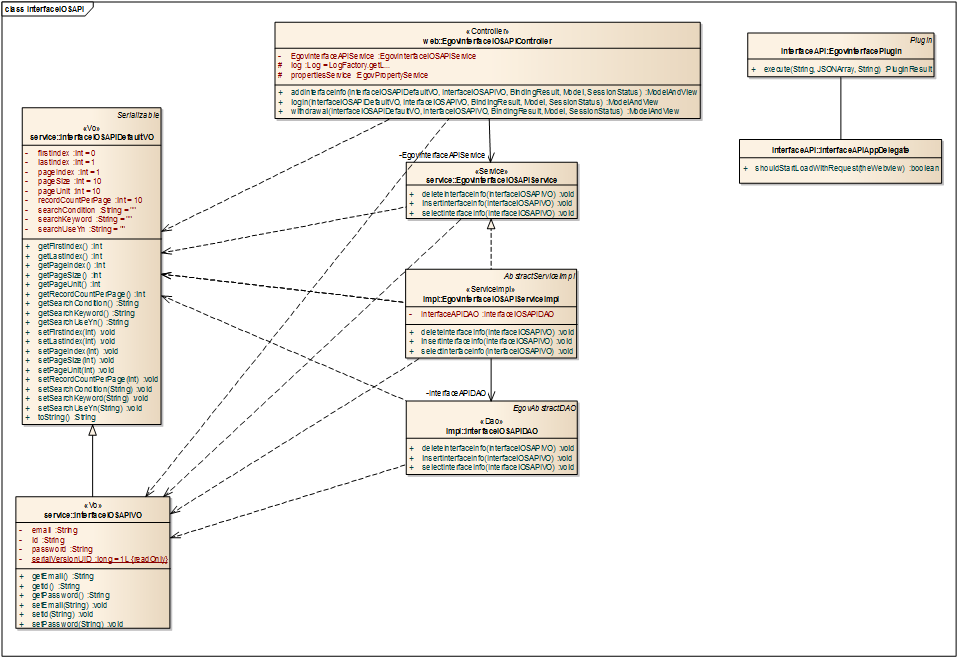 class InterfaceIOSAPI
«Controller»
web::EgovInterfaceIOSAPIController
- EgovInterfaceAPIService :EgovInterfaceIOSAPIService
# log :Log = LogFactory.getL...
# propertiesService :EgovPropertyService
+ addInterfaceInfo(InterfaceIOSAPIDefaultVO, InterfaceIOSAPIVO, BindingResult, Model, SessionStatus) :ModelAndView
+ login(InterfaceIOSAPIDefaultVO, InterfaceIOSAPIVO, BindingResult, Model, SessionStatus) :ModelAndView
+ withdrawal(InterfaceIOSAPIDefaultVO, InterfaceIOSAPIVO, BindingResult, Model, SessionStatus) :ModelAndView
Plugin
InterfaceAPI::EgovInterfacePlugin
+ execute(String, JSONArray, String) :PluginResult
InterfaceAPI::InterfaceAPIAppDelegate
+ shouldStartLoadWithRequest(theWebview) :boolean
Serializable
«Vo»
service::InterfaceIOSAPIDefaultVO
- firstIndex :int = 0
- lastIndex :int = 1
- pageIndex :int = 1
- pageSize :int = 10
- pageUnit :int = 10
- recordCountPerPage :int = 10
- searchCondition :String = ""
- searchKeyword :String = ""
- searchUseYn :String = ""
+ getFirstIndex() :int
+ getLastIndex() :int
+ getPageIndex() :int
+ getPageSize() :int
+ getPageUnit() :int
+ getRecordCountPerPage() :int
+ getSearchCondition() :String
+ getSearchKeyword() :String
+ getSearchUseYn() :String
+ setFirstIndex(int) :void
+ setLastIndex(int) :void
+ setPageIndex(int) :void
+ setPageSize(int) :void
+ setPageUnit(int) :void
+ setRecordCountPerPage(int) :void
+ setSearchCondition(String) :void
+ setSearchKeyword(String) :void
+ setSearchUseYn(String) :void
+ toString() :String
-EgovInterfaceAPIService
«Service»
service::EgovInterfaceIOSAPIService
+ deleteInterfaceInfo(InterfaceIOSAPIVO) :void
+ insertInterfaceInfo(InterfaceIOSAPIVO) :void
+ selectInterfaceInfo(InterfaceIOSAPIVO) :void
AbstractServiceImpl
«ServiceImpl»
impl::EgovInterfaceIOSAPIServiceImpl
- interfaceAPIDAO :InterfaceIOSAPIDAO
+ deleteInterfaceInfo(InterfaceIOSAPIVO) :void
+ insertInterfaceInfo(InterfaceIOSAPIVO) :void
+ selectInterfaceInfo(InterfaceIOSAPIVO) :void
-interfaceAPIDAO
EgovAbstractDAO
«Dao»
impl::InterfaceIOSAPIDAO
+ deleteInterfaceInfo(InterfaceIOSAPIVO) :void
+ insertInterfaceInfo(InterfaceIOSAPIVO) :void
+ selectInterfaceInfo(InterfaceIOSAPIVO) :void
«Vo»
service::InterfaceIOSAPIVO
- email :String
- id :String
- password :String
- serialVersionUID :long = 1L {readOnly}
+ getEmail() :String
+ getId() :String
+ getPassword() :String
+ setEmail(String) :void
+ setId(String) :void
+ setPassword(String) :void